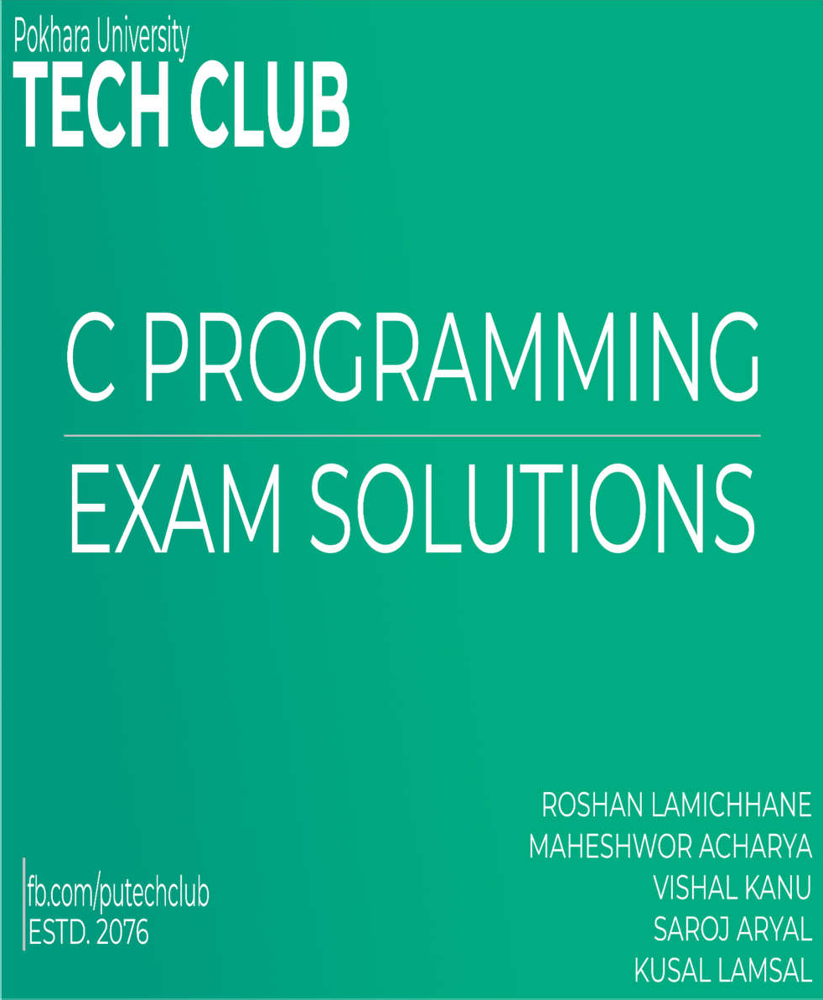 Pokhara University
TECH CLUB
C PROGRAMMING
EXAM SOLUTIONS
ROSHAN LAMICHHANE
MAHESHWOR ACHARYA
VISHAL KANU
SAROJ ARYAL
KUSAL LAMSAL
fb.com/putechclub
ESTD. 2076